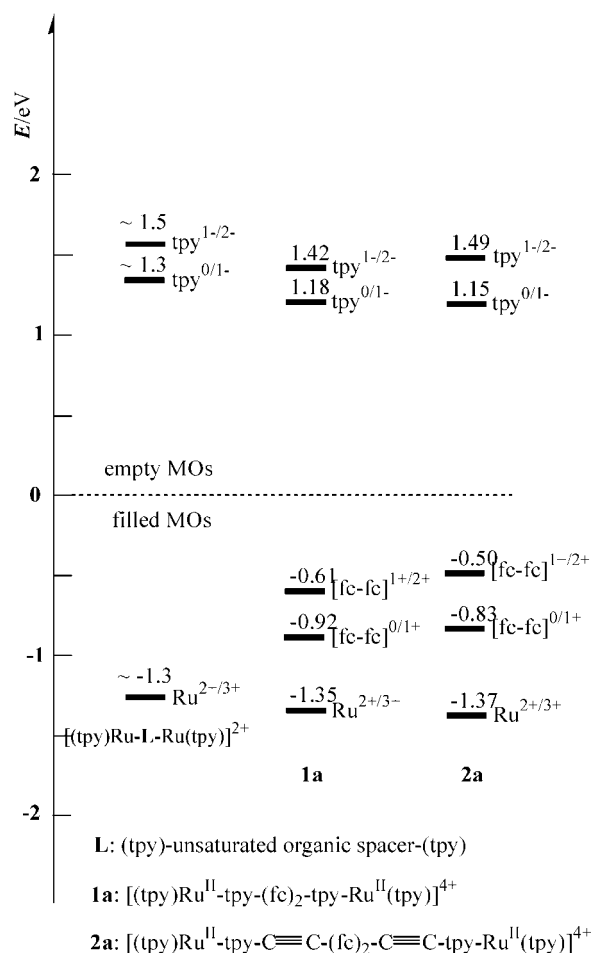 E/eV
2
~ 1.5
tpy1-/2-
~ 1.3
tpy0/1-
1.42
tpy1-/2-
1.18
tpy0/1-
1.49
tpy1-/2-
1.15
tpy0/1-
1
empty MOs
0
filled MOs
-0.61
[fc-fc]1+/2+
-0.92
[fc-fc]0/1+
-0.50
[fc-fc]1+/2+
-0.83
[fc-fc]0/1+
-1
~ -1.3
Ru2+/3+
-1.35
Ru2+/3+
-1.37
Ru2+/3+
[(tpy)Ru-L-Ru(tpy)]2+
1a
2a
-2
L: (tpy)-unsaturated organic spacer-(tpy)
1a: [(tpy)RuII-tpy-(fc)2-tpy-RuII(tpy)]4+
2a: [(tpy)RuII-tpy-C≡C-(fc)2-C≡C-tpy-RuII(tpy)]4+